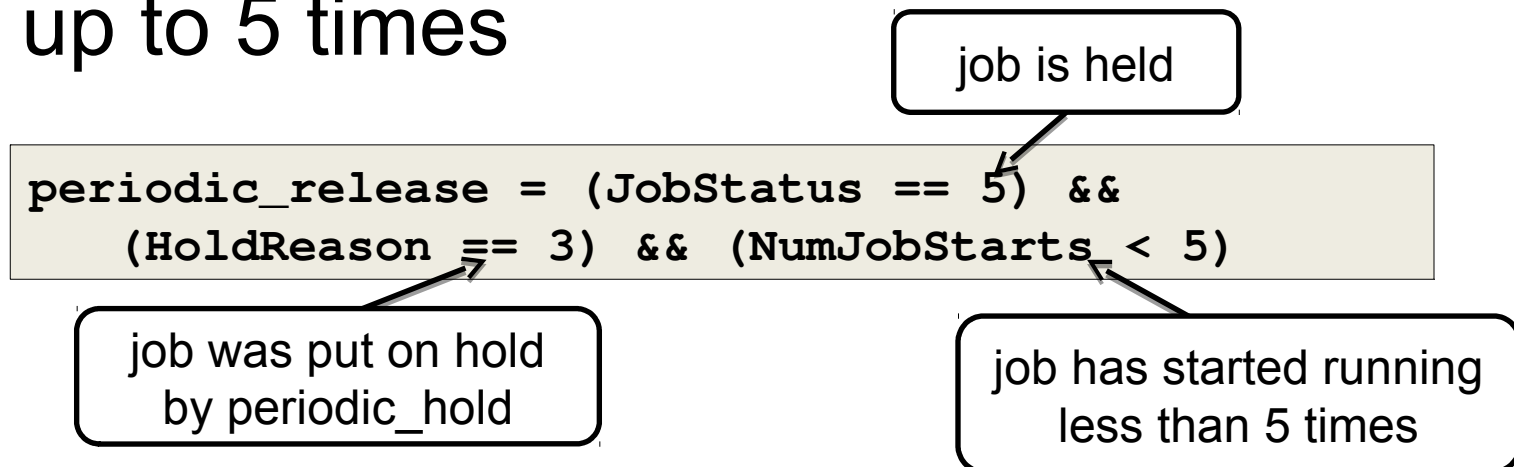 up to 5 times
job is held
periodic_release = (JobStatus == 5) &&
(HoldReason == 3) && (NumJobStarts < 5)
job was put on hold
by periodic_hold
job has started running
less than 5 times